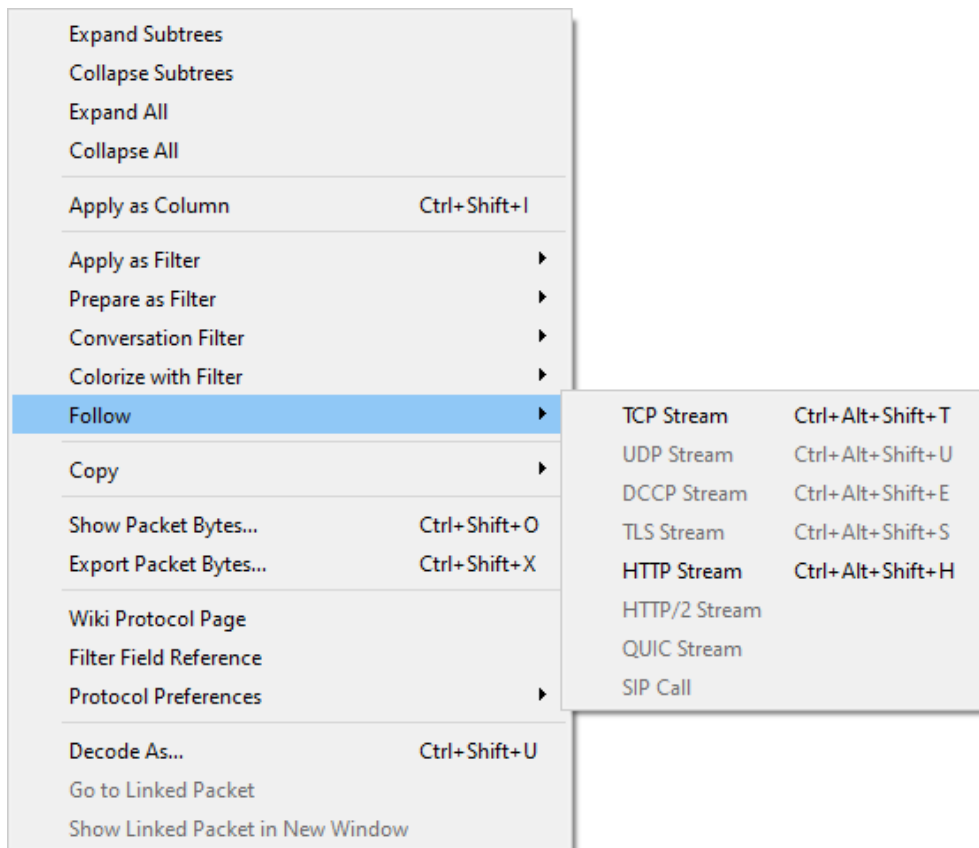 Expand Subtrees
Collapse Subtrees
Expand All
Collapse All
Apply as Column Ctrl+Shift+I
Apply as Filter
Prepare as Filter
Conversation Filter
Colorize with Filter
Follow
Copy
Show Packet Bytes... Ctrl+Shift+O
Export Packet Bytes... Ctrl+Shift+X
Wiki Protocol Page
Filter Field Reference
Protocol Preferences
Decode As... Ctrl+Shift+U
Go to Linked Packet
Show Linked Packet in New Window
TCP Stream Ctrl+Alt+Shift+T
UDP Stream Ctrl+Alt+Shift+U
DCCP Stream Ctrl+Alt+Shift+E
TLS Stream Ctrl+Alt+Shift+S
HTTP Stream Ctrl+Alt+Shift+H
HTTP/2 Stream
QUIC Stream
SIP Call